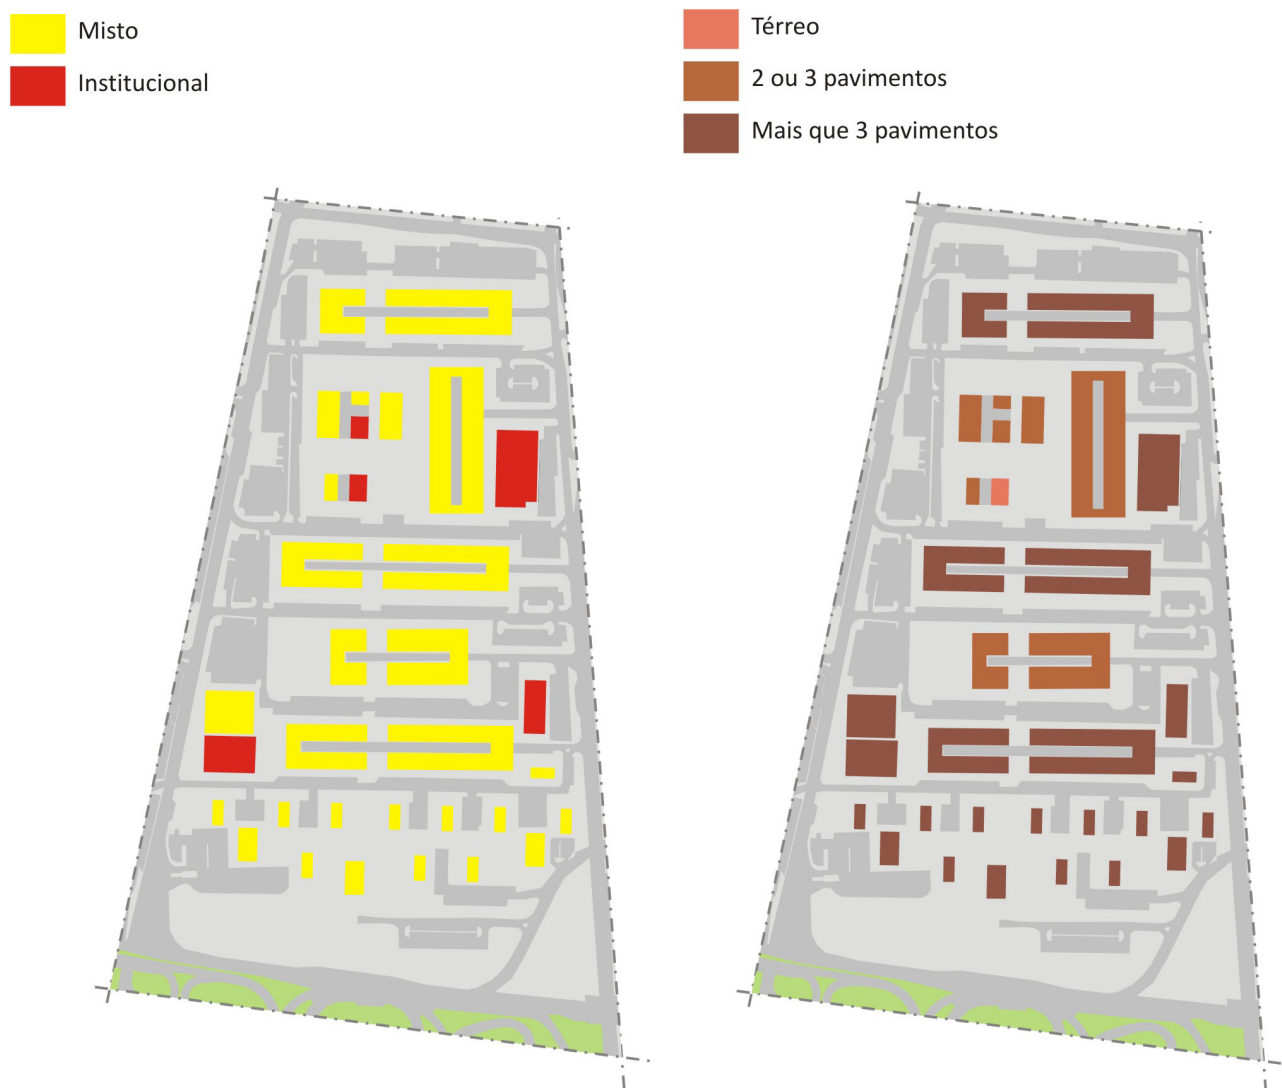 Misto
Institucional
Térreo
2 ou 3 pavimentos
Mais que 3 pavimentos